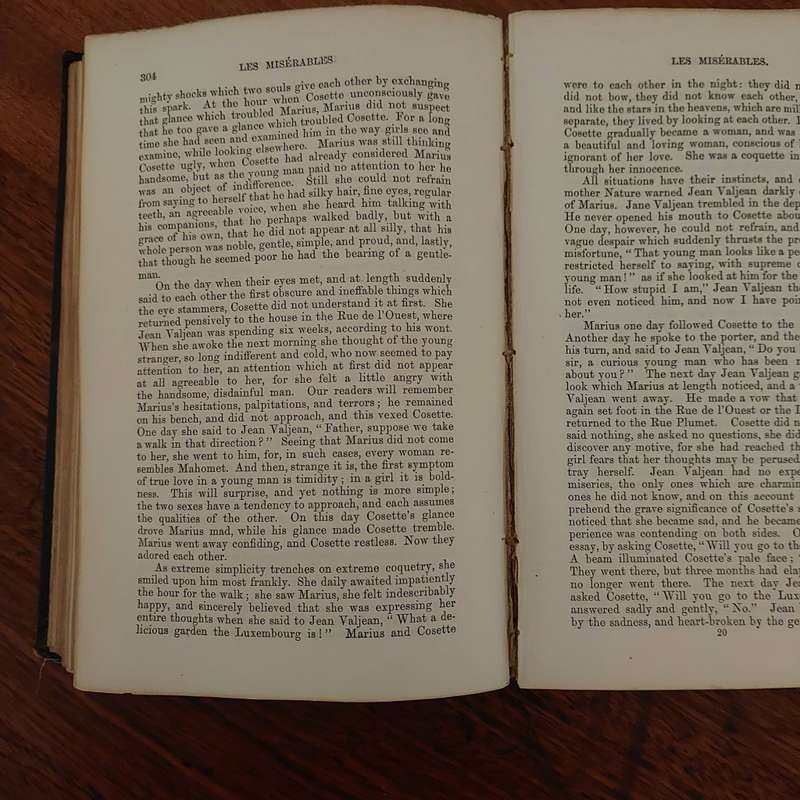 304
LES MISÉRABLES.
mighty shocks which two souls give each other by exchanging
this spark. At the hour when Cosette unconsciously gave
that glance which troubled Marius, Marius did not suspect
that he too gave a glance which troubled Cosette. For a long
time she had seen and examined him in the way girls see and
examine, while looking elsewhere. Marius was still thinking
Cosette ugly, when Cosette had already considered Marius
handsome, but as the young man paid no attention to her he
was an object of indifference. Still she could not refrain
from saying to herself that he had silky hair, fine eyes, regular
teeth, an agreeable voice, when she heard him talking with
his companions, that he perhaps walked badly, but with a
grace of his own, that he did not appear at all silly, that his
whole person was noble, gentle, simple, and proud, and, lastly,
that though he seemed poor he had the bearing of a gentle-
man.
On the day when their eyes met, and at length suddenly
said to each other the first obscure and ineffable things which
the eye stammers, Cosette did not understand it at first. She
returned pensively to the house in the Rue de l'Ouest, where
Jean Valjean was spending six weeks, according to his wont.
When she awoke the next morning she thought of the young
stranger, so long indifferent and cold, who now seemed to pay
attention to her, an attention which at first did not appear
at all agreeable to her, for she felt a little angry with
the handsome, disdainful man. Our readers will remember
Marius's hesitations, palpitations, and terrors; he remained
on his bench, and did not approach, and this vexed Cosette.
One day she said to Jean Valjean, "Father, suppose we take
a walk in that direction?" Seeing that Marius did not come
to her, she went to him, for, in such cases, every woman re-
sembles Mahomet. And then, strange it is, the first symptom
of true love in a young man is timidity; in a girl it is bold-
ness. This will surprise, and yet nothing is more simple;
the two sexes have a tendency to approach, and each assumes
the qualities of the other. On this day Cosette's glance
drove Marius mad, while his glance made Cosette tremble.
Marius went away confiding, and Cosette restless. Now they
adored each other.
As extreme simplicity trenches on extreme coquetry, she
smiled upon him most frankly. She daily awaited impatiently
the hour for the walk; she saw Marius, she felt indescribably
happy, and sincerely believed that she was expressing her
entire thoughts when she said to Jean Valjean, "What a de-
licious garden the Luxembourg is!" Marius and Cosette
LES MISÉRABLES.
were to each other in the night: they did
did not bow, they did not know each other,
and like the stars in the heavens, which are
separate, they lived by looking at each other.
Cosette gradually became a woman, and was
a beautiful and loving woman, conscious of
ignorant of her love. She was a coquette in
through her innocence.
All situations have their instincts, and
mother Nature warned Jean Valjean darkly
of Marius. Jane Valjean trembled in the
He never opened his mouth to Cosette
One day, however, he could not refrain, and
vague despair which suddenly thrusts the
misfortune, "That young man looks like a
restricted herself to saying, with supreme
young man!" as if she looked at him for the
life. "How stupid I am," Jean Valjean
not even noticed him, and now I have
her."
Marius one day followed Cosette to the
Another day he spoke to the porter, and
his turn, and said to Jean Valjean, "Do you
sir, a curious young man who has been
about you?" The next day Jean Valjean
look which Marius at length noticed, and a
Valjean went away. He made a vow that
again set foot in the Rue de l'Ouest or the
returned to the Rue Plumet. Cosette did
said nothing, she asked no questions, she did
discover any motive, for she had reached
girl fears that her thoughts may be perused
tray herself. Jean Valjean had no
miseries, the only ones which are
ones he did not know, and on this account
prehend the grave significance of Cosette's
noticed that she became sad, and he became
perience was contending on both sides.
essay, by asking Cosette, "Will you go to
A beam illuminated Cosette's pale face;
They went there, but three months had
no longer went there. The next day
asked Cosette, "Will you go to the
answered sadly and gently, "No." Jean
by the sadness, and heart-broken by the
20